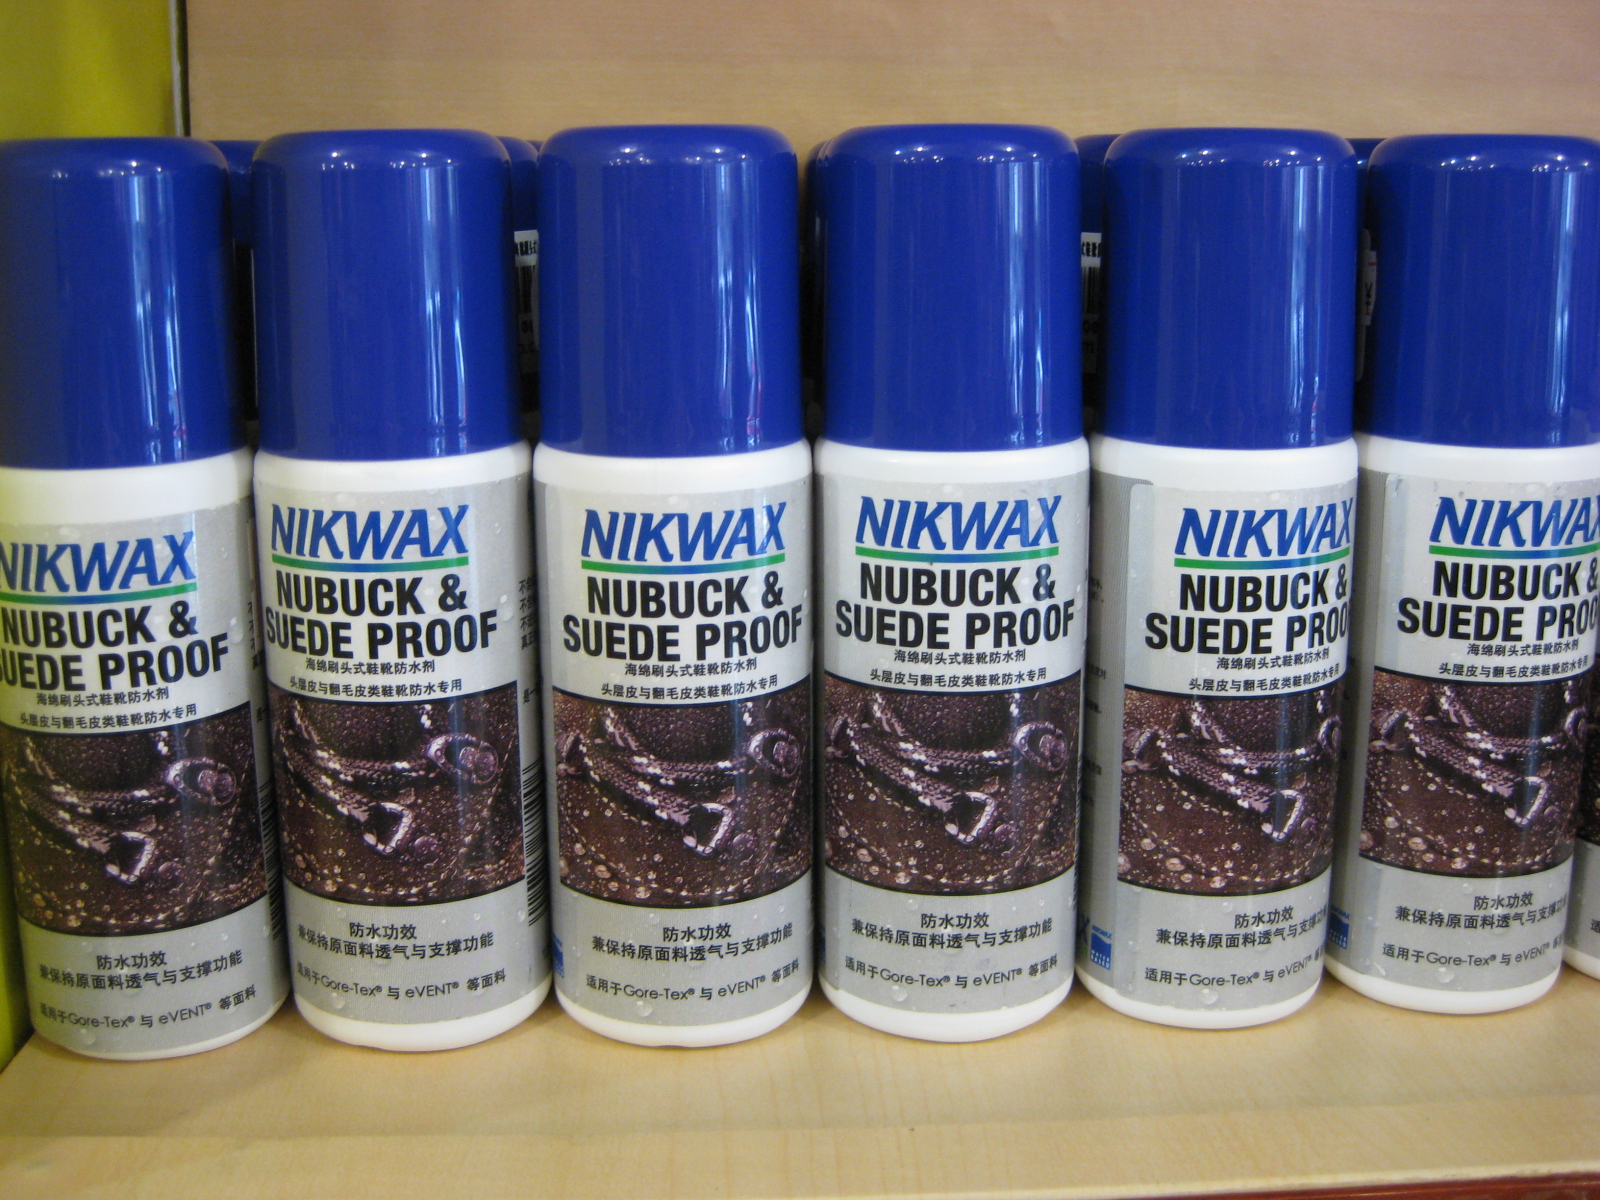 NIKWAX
NUBUCK &
SUEDE PROOF
海绵刷头式鞋靴防水剂
头层皮与翻毛皮类鞋靴防水专用
防水功效
兼保持原面料透气与支撑功能
适用于Gore-Tex® 与 eVENT® 等面料
NIKWAX
NUBUCK &
SUEDE PROOF
海绵刷头式鞋靴防水剂
头层皮与翻毛皮类鞋靴防水专用
防水功效
兼保持原面料透气与支撑功能
适用于Gore-Tex® 与 eVENT® 等面料
NIKWAX
NUBUCK &
SUEDE PROOF
海绵刷头式鞋靴防水剂
头层皮与翻毛皮类鞋靴防水专用
防水功效
兼保持原面料透气与支撑功能
适用于Gore-Tex® 与 eVENT® 等面料
NIKWAX
NUBUCK &
SUEDE PROOF
海绵刷头式鞋靴防水剂
头层皮与翻毛皮类鞋靴防水专用
防水功效
兼保持原面料透气与支撑功能
适用于Gore-Tex® 与 eVENT® 等面料
NIKWAX
NUBUCK &
SUEDE PROO
海绵刷头式鞋靴防水剂
头层皮与翻毛皮类鞋靴防水专用
防水功效
兼保持原面料透气与支撑功
适用于Gore-Tex® 与 eVENT® 等
NIKWAX
NUBUCK &
SUEDE PROO
海绵刷头式鞋靴防水剂
头层皮与翻毛皮类鞋靴防水专用
防水功效
兼保持原面料透气与支撑功
适用于Gore-Tex® 与 eVENT®